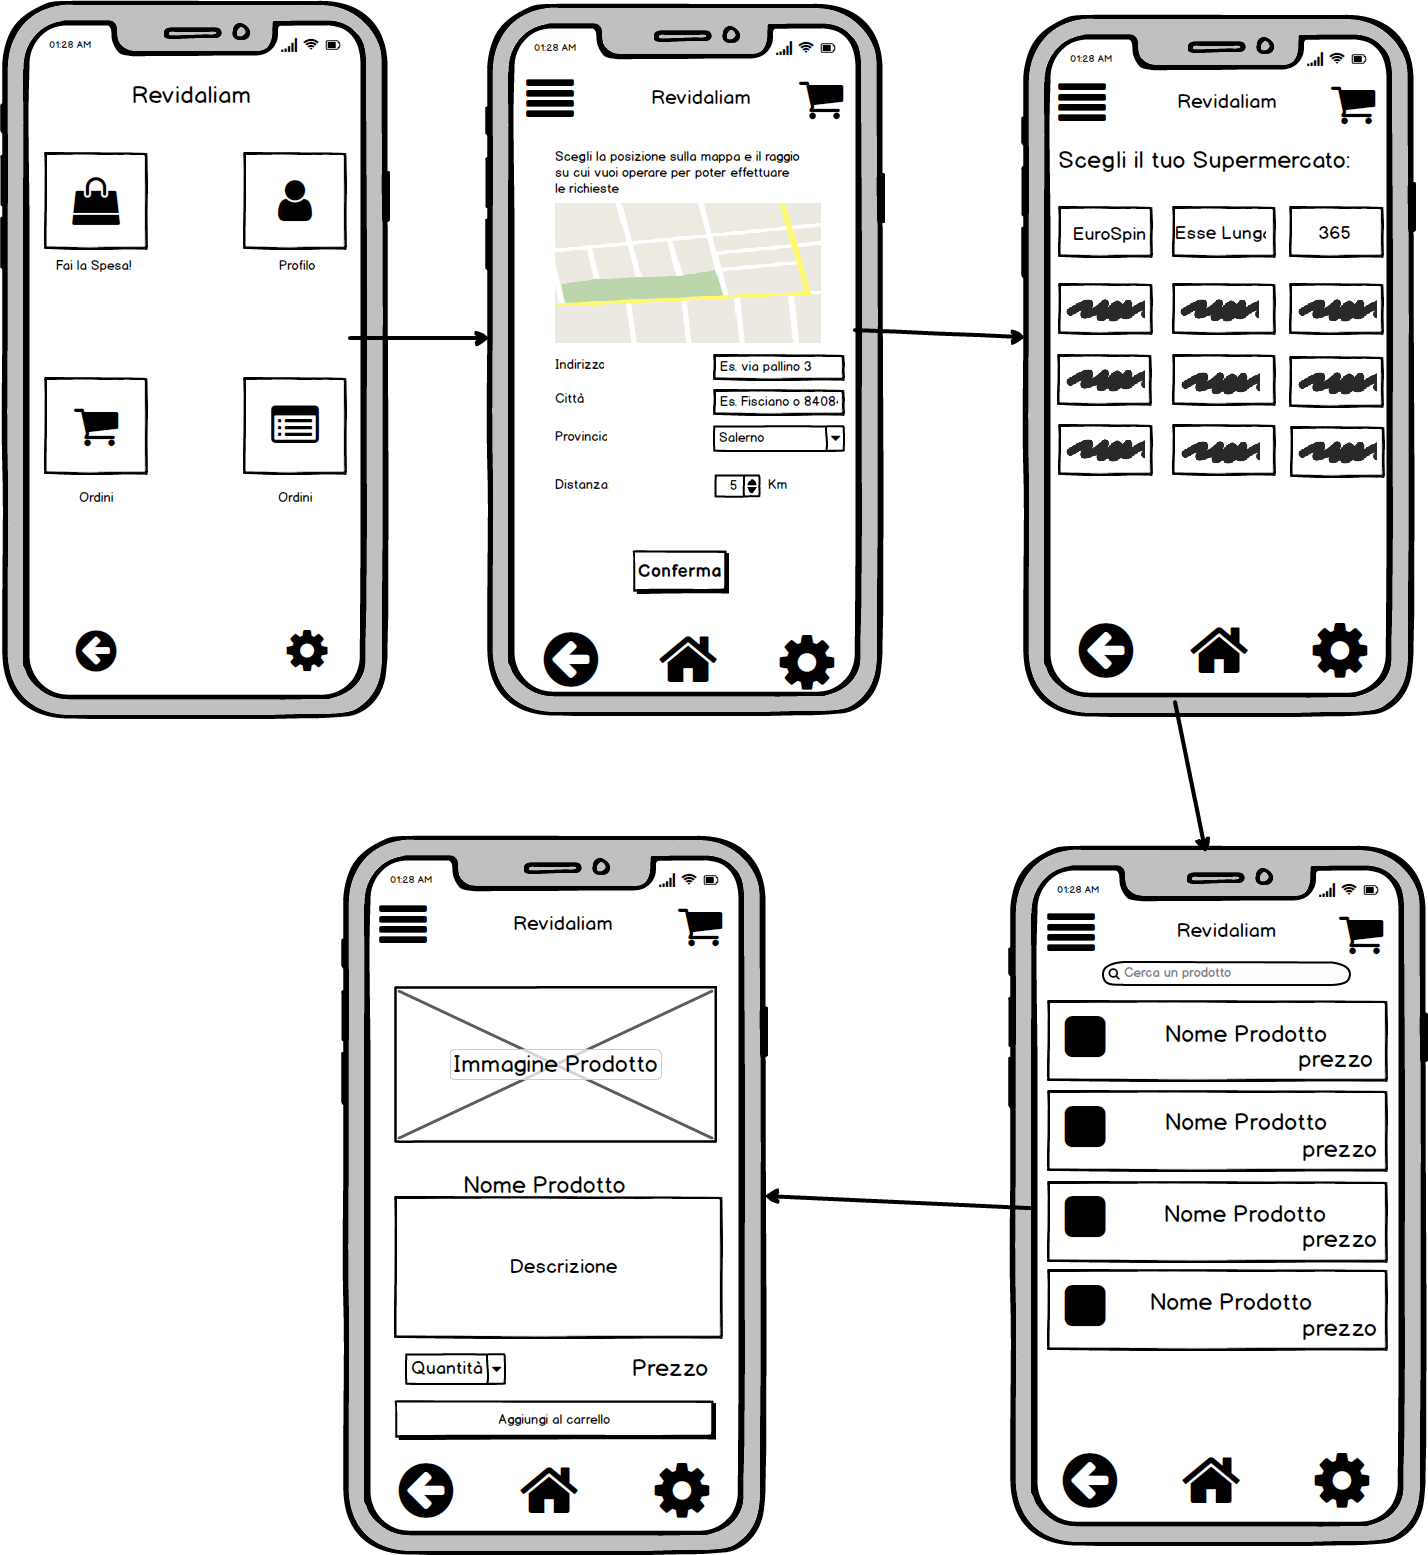 01:28 AM
Revidaliam
Fai la Spesa!
Profilo
Ordini
Ordini
01:28 AM
Revidaliam
Scegli la posizione sulla mappa e il raggio
su cui vuoi operare per poter effettuare
le richieste
Indirizzo
Es. via pallino 3
Città
Es. Fisciano o 8408
Provincia
Salerno
Distanza
5
Km
Conferma
01:28 AM
Revidaliam
Scegli il tuo Supermercato:
EuroSpin
Esse Lunga
365
01:28 AM
Revidaliam
Immagine Prodotto
Nome Prodotto
Descrizione
Quantità
Prezzo
Aggiungi al carrello
01:28 AM
Revidaliam
Cerca un prodotto
Nome Prodotto
prezzo
Nome Prodotto
prezzo
Nome Prodotto
prezzo
Nome Prodotto
prezzo